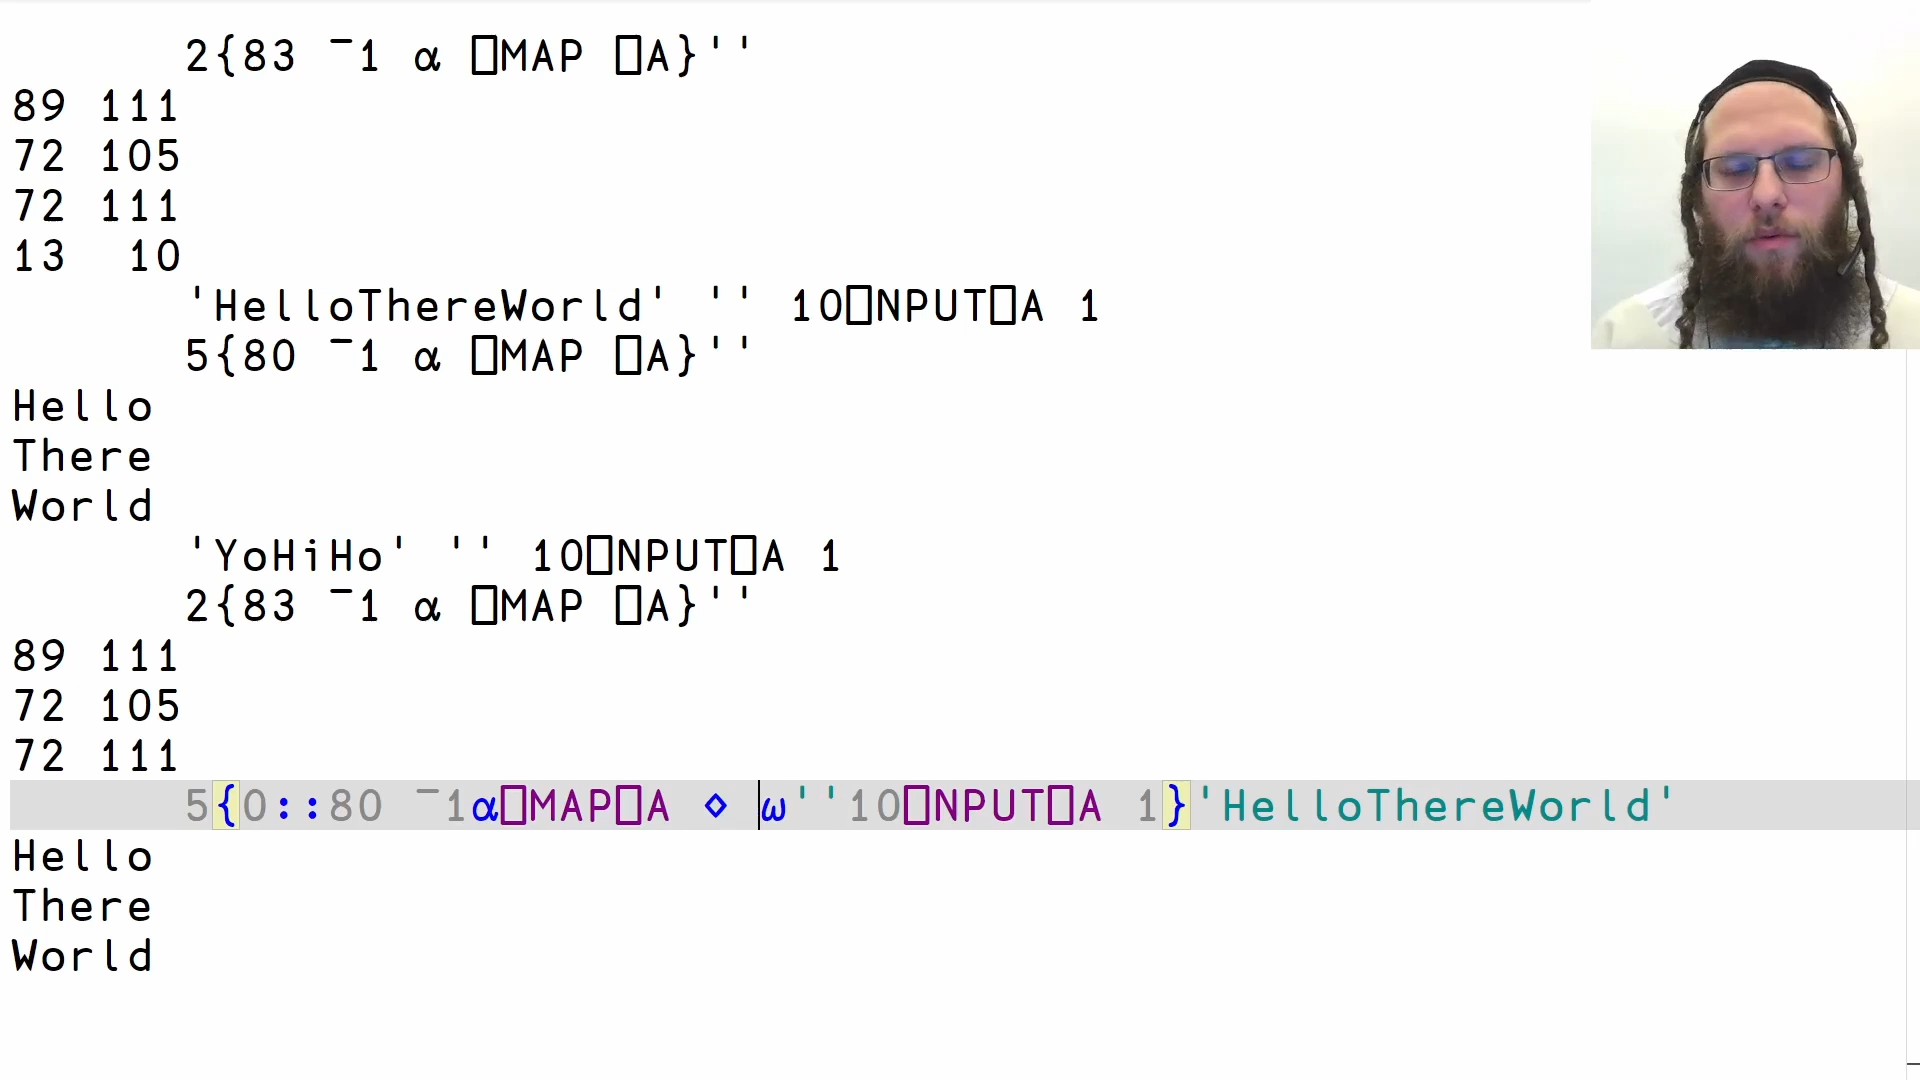 2{83 ¯1 ⍺ ⎕MAP ⎕A}''
89 111
72 105
72 111
13  10
'HelloThereWorld' '' 10⎕NPUT⎕A 1
5{80 ¯1 ⍺ ⎕MAP ⎕A}''
Hello
There
World
'YoHiHo' '' 10⎕NPUT⎕A 1
2{83 ¯1 ⍺ ⎕MAP ⎕A}''
89 111
72 105
72 111
5{0::80 ¯1⍺⎕MAP⎕A ⋄ ⍵''10⎕NPUT⎕A 1}'HelloThereWorld'
Hello
There
World